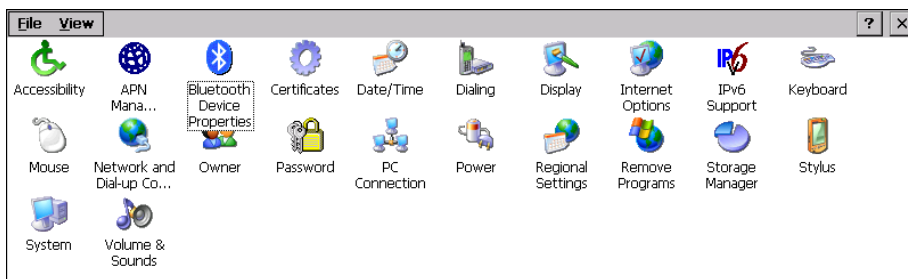 File View ? ×
Accessibility APN Bluetooth Certificates Date/Time Dialing Display Internet IPv6 Keyboard
Mana... Device Options Support
Properties
IPv6
Mouse Network and Owner Password PC Power Regional Remove Storage Stylus
Dial-up Co... Connection Settings Programs Manager
System Volume &
Sounds